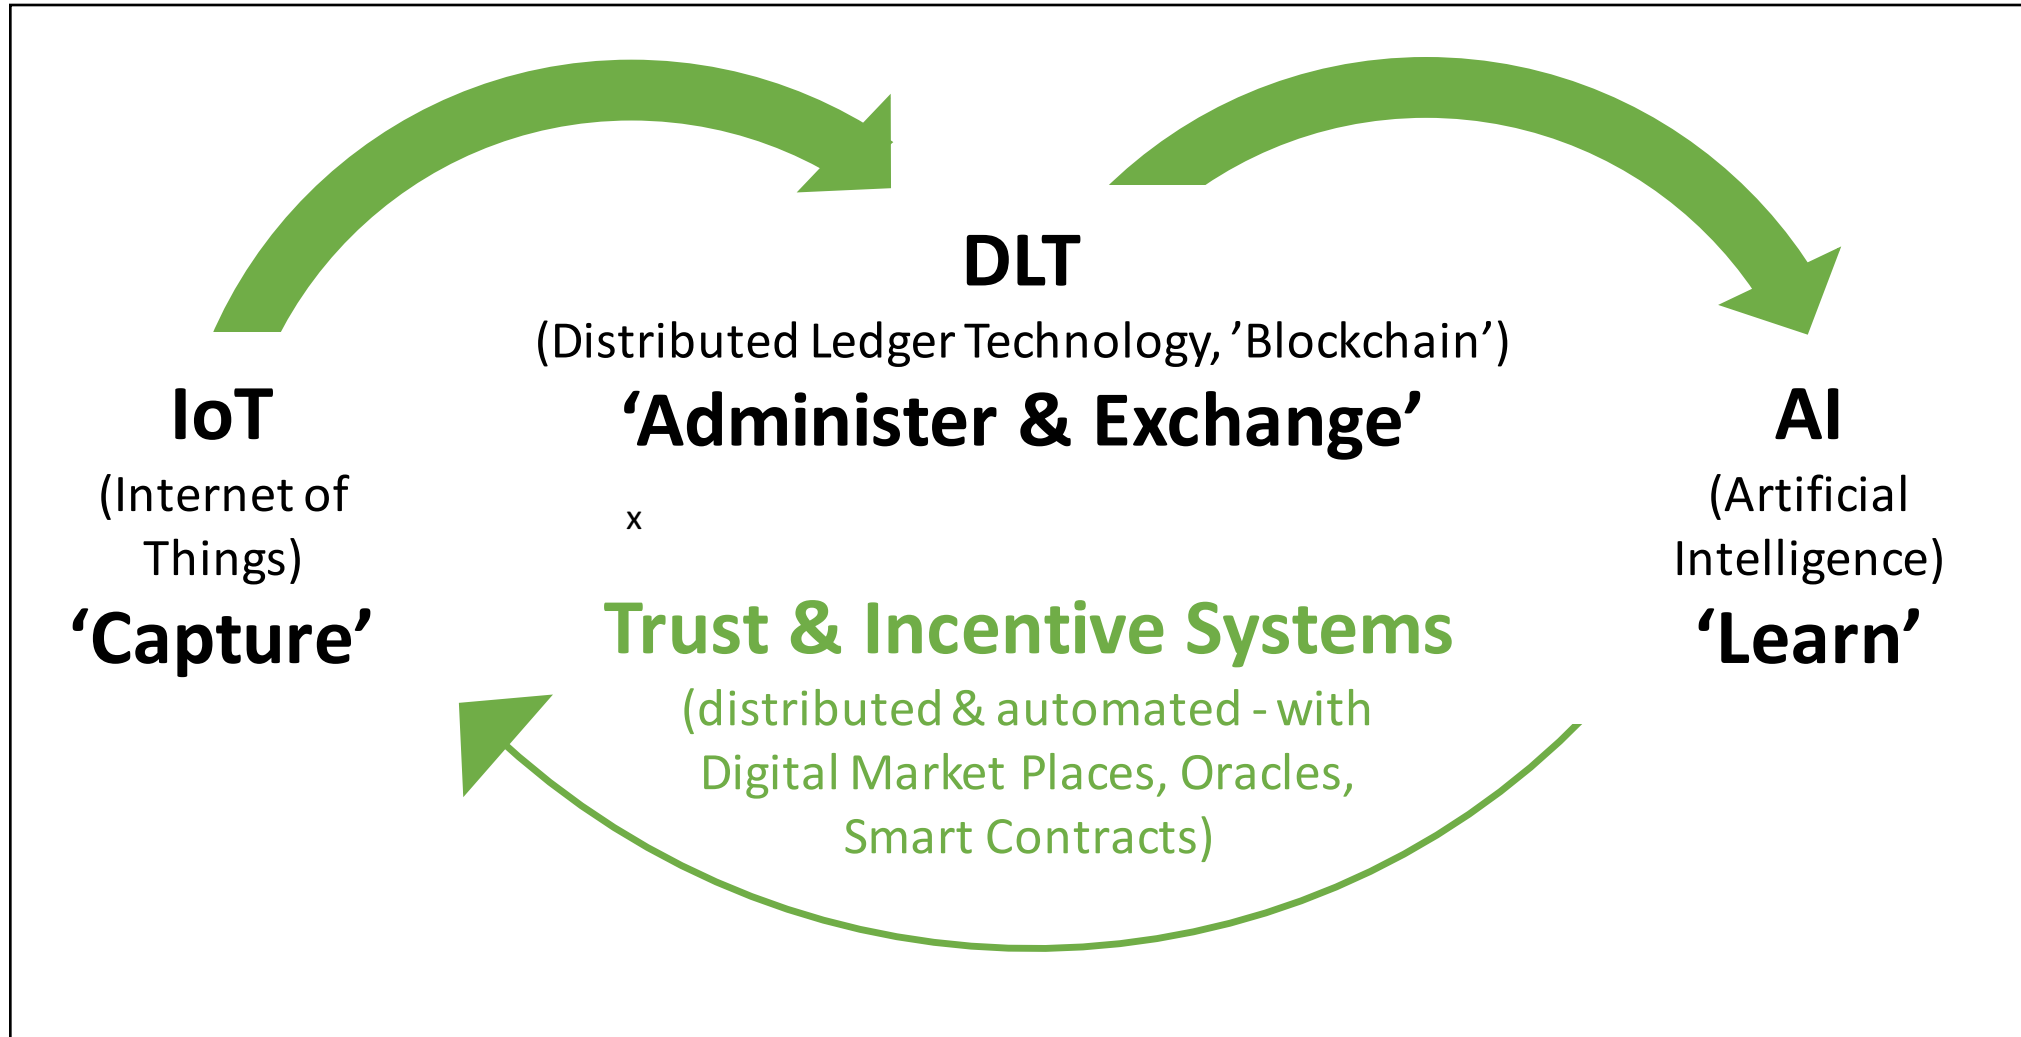 DLT
(Distributed Ledger Technology, ’Blockchain’)
‘Administer & Exchange’
IoT
(Internet of
Things)
‘Capture’
x
AI
(Artificial
Intelligence)
‘Learn’
Trust & Incentive Systems
(distributed & automated - with
Digital Market Places, Oracles,
Smart Contracts)